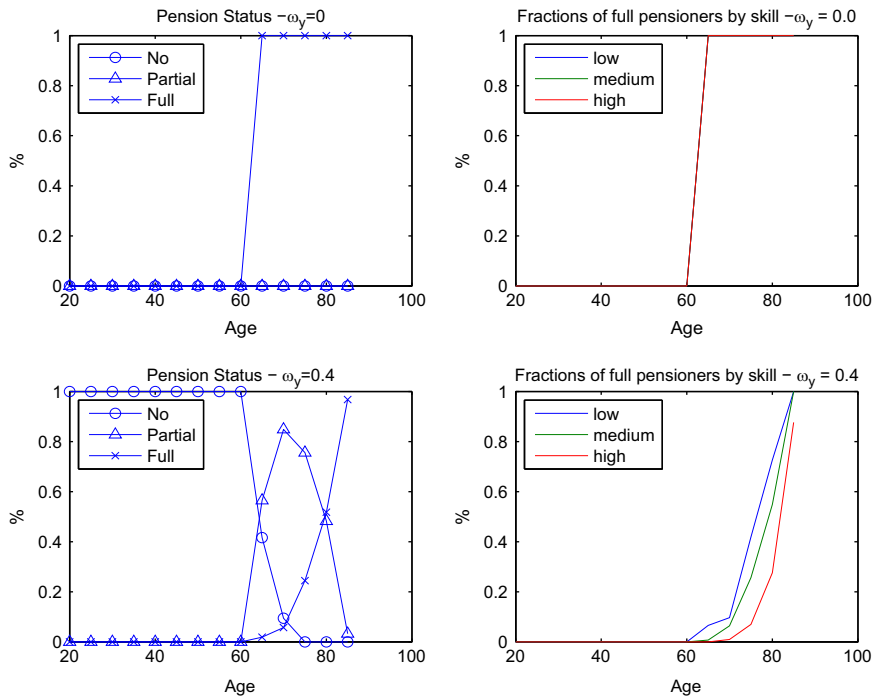 Pension Status −ω_y=0
1
0.8
0.6
0.4
0.2
0
%
No
Partial
Full
20 40 60 80 100
Age
Fractions of full pensioners by skill −ω_y = 0.0
1
0.8
0.6
0.4
0.2
0
%
low
medium
high
20 40 60 80 100
Age
Pension Status − ω_y=0.4
1
0.8
0.6
0.4
0.2
0
%
No
Partial
Full
20 40 60 80 100
Age
Fractions of full pensioners by skill − ω_y = 0.4
1
0.8
0.6
0.4
0.2
0
%
low
medium
high
20 40 60 80 100
Age